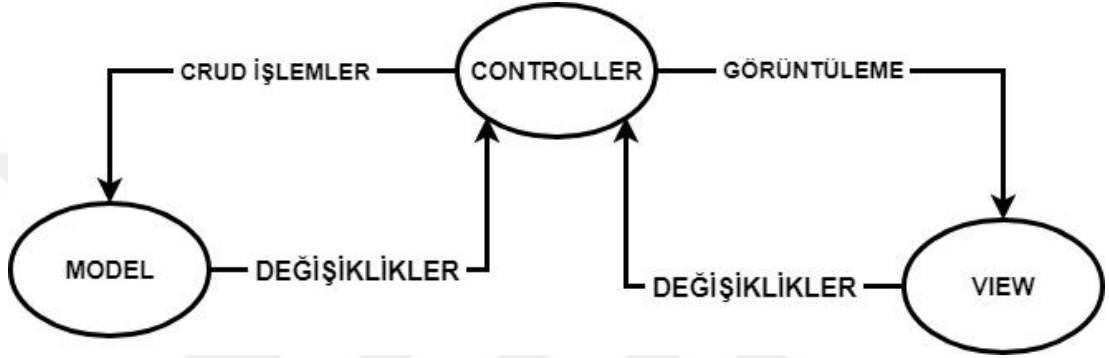 CRUD İŞLEMLER
CONTROLLER
GÖRÜNTÜLEME
MODEL
DEĞİŞİKLİKLER
DEĞİŞİKLİKLER
VIEW